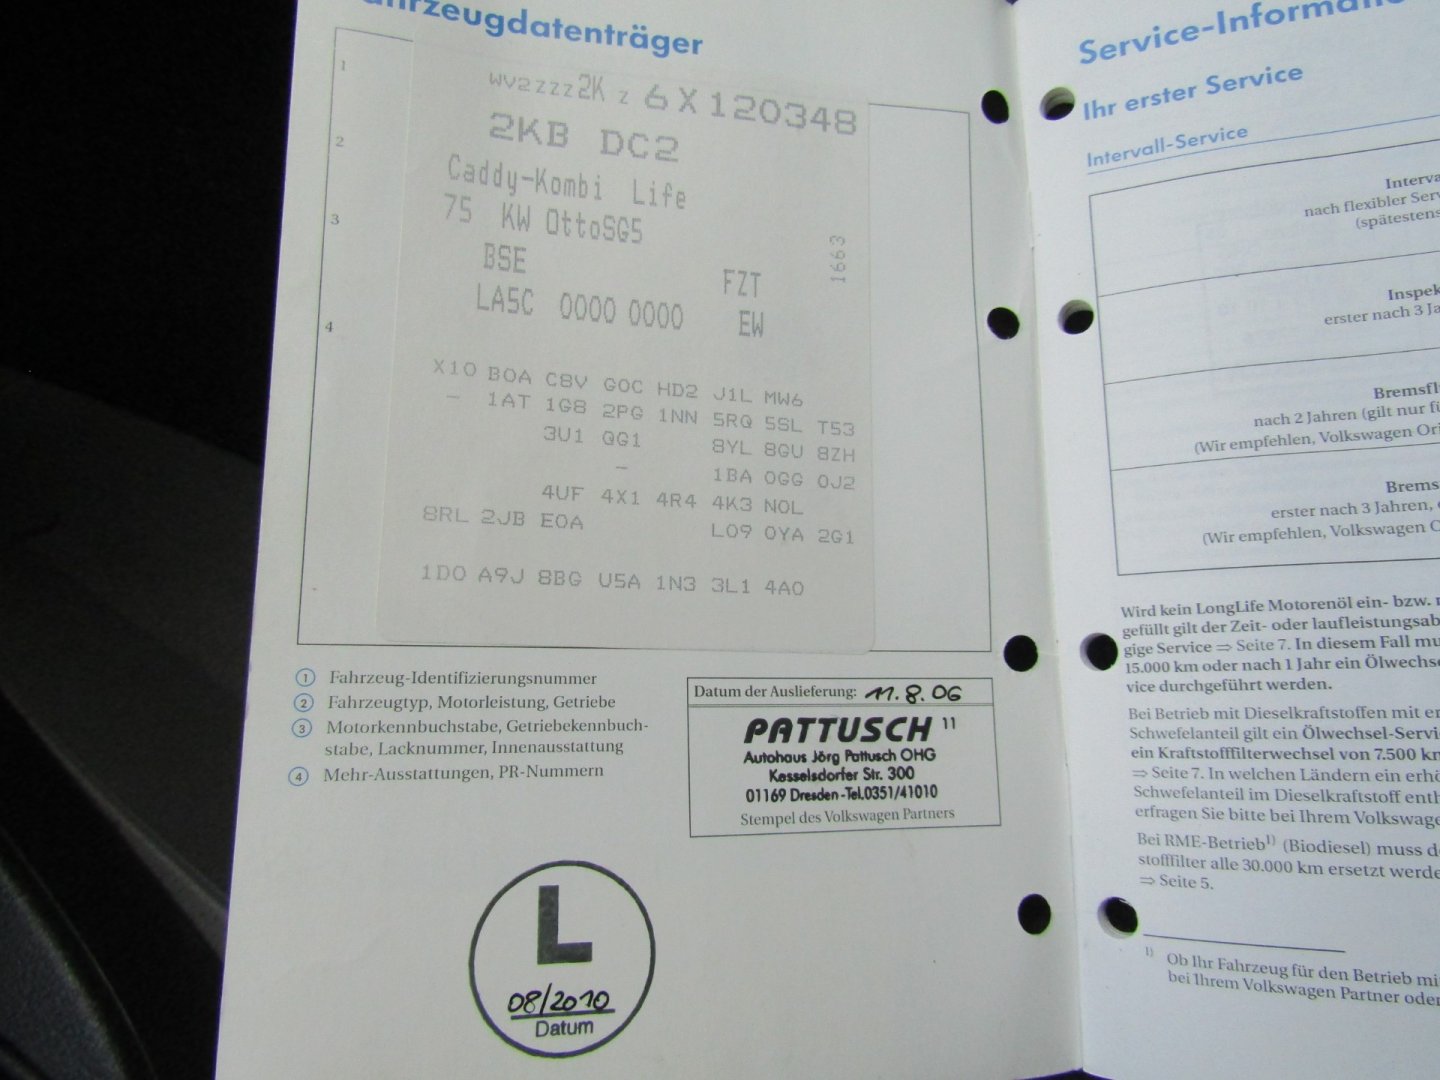 hrzeugdatenträger
1
WV2ZZZ2K Z 6X120348
2
2KB DC2
Caddy-Kombi Life
3
75 KW OttoSG5
1663
BSE FZT
4
LA5C 0000 0000 EW
X10 B0A C8V G0C HD2 J1L MW6
- 1AT 1G8 2PG 1NN 5RQ 5SL T53
3U1 QG1 8YL 8GU 8ZH
- 1BA 0GG 0J2
4UF 4X1 4R4 4K3 N0L
8RL 2JB E0A L09 0YA 2G1
1D0 A9J 8BG U5A 1N3 3L1 4A0
1 Fahrzeug-Identifizierungsnummer
2 Fahrzeugtyp, Motorleistung, Getriebe
3 Motorkennbuchstabe, Getriebekennbuch-
stabe, Lacknummer, Innenausstattung
4 Mehr-Ausstattungen, PR-Nummern
Datum der Auslieferung: 11.8.06
PATTUSCH 11
Autohaus Jörg Pattusch OHG
Kesselsdorfer Str. 300
01169 Dresden-Tel.0351/41010
Stempel des Volkswagen Partners
L
08/2010
Datum
Service-Informati
Ihr erster Service
Intervall-Service
Interva
nach flexibler Ser
(spätestens
Inspek
erster nach 3 Ja
Bremsfl
nach 2 Jahren (gilt nur fü
(Wir empfehlen, Volkswagen Ori
Brems
erster nach 3 Jahren,
(Wir empfehlen, Volkswagen O
Wird kein LongLife Motorenöl ein- bzw.
gefüllt gilt der Zeit- oder laufleistungsab
gige Service ⇒ Seite 7. In diesem Fall mu
15.000 km oder nach 1 Jahr ein Ölwechse
vice durchgeführt werden.
Bei Betrieb mit Dieselkraftstoffen mit er
Schwefelanteil gilt ein Ölwechsel-Servi
ein Kraftstofffilterwechsel von 7.500 km
⇒ Seite 7. In welchen Ländern ein erhö
Schwefelanteil im Dieselkraftstoff enth
erfragen Sie bitte bei Ihrem Volkswage
Bei RME-Betrieb1) (Biodiesel) muss de
stofffilter alle 30.000 km ersetzt werde
⇒ Seite 5.
1) Ob Ihr Fahrzeug für den Betrieb mi
bei Ihrem Volkswagen Partner oder